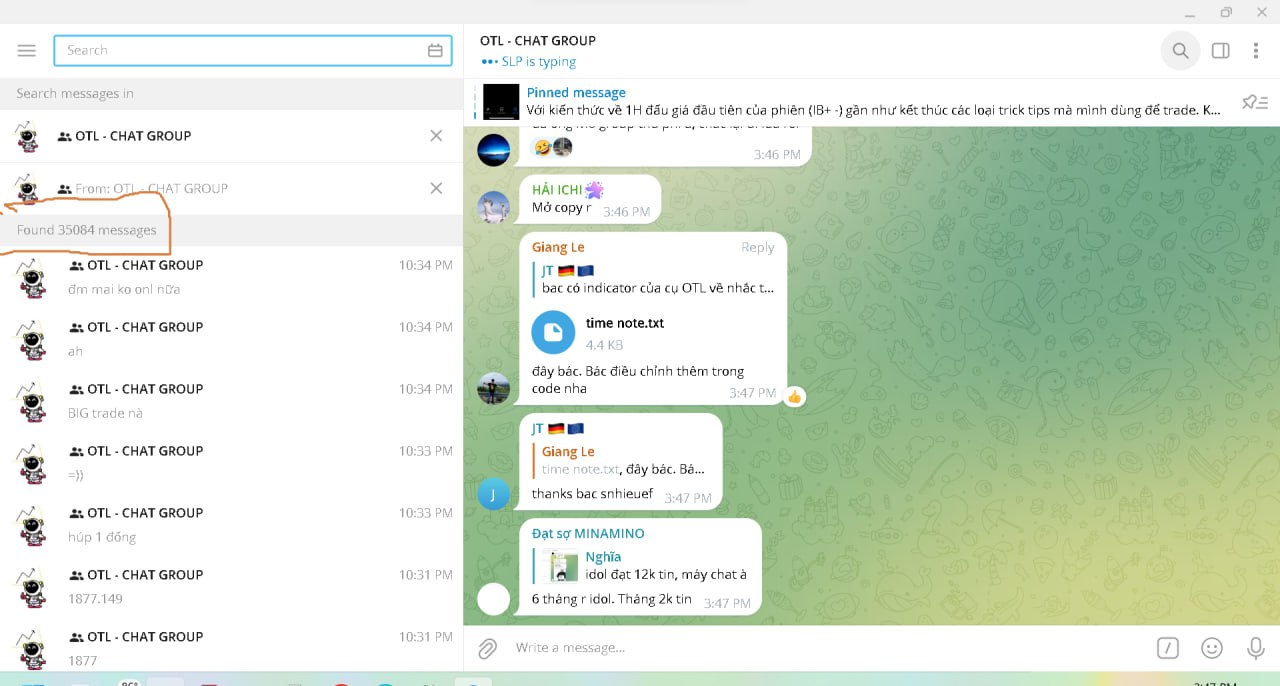 Search
Search messages in
OTL - CHAT GROUP
From: OTL - CHAT GROUP
Found 35084 messages
OTL - CHAT GROUP 10:34 PM
đm mai ko onl nữa
OTL - CHAT GROUP 10:34 PM
ah
OTL - CHAT GROUP 10:34 PM
BIG trade nà
OTL - CHAT GROUP 10:33 PM
=))
OTL - CHAT GROUP 10:33 PM
húp 1 đống
OTL - CHAT GROUP 10:31 PM
1877.149
OTL - CHAT GROUP 10:31 PM
1877
OTL - CHAT GROUP
SLP is typing
Pinned message
Với kiến thức về 1H đấu giá đầu tiên của phiên (IB+ -) gần như kết thúc các loại trick tips mà mình dùng để trade. K...
3:46 PM
HẢI ICHI
Mở copy r 3:46 PM
Giang Le Reply
JT
bac có indicator của cụ OTL về nhắc t...
time note.txt
4.4 KB
đây bác. Bác điều chỉnh thêm trong
code nha
3:47 PM
JT
Giang Le
time note.txt, đây bác. Bá...
thanks bac snhieuef 3:47 PM
J
Đạt sợ MINAMINO
Nghĩa
idol đạt 12k tin, máy chat à
6 tháng r idol. Tháng 2k tin 3:47 PM
Write a message...